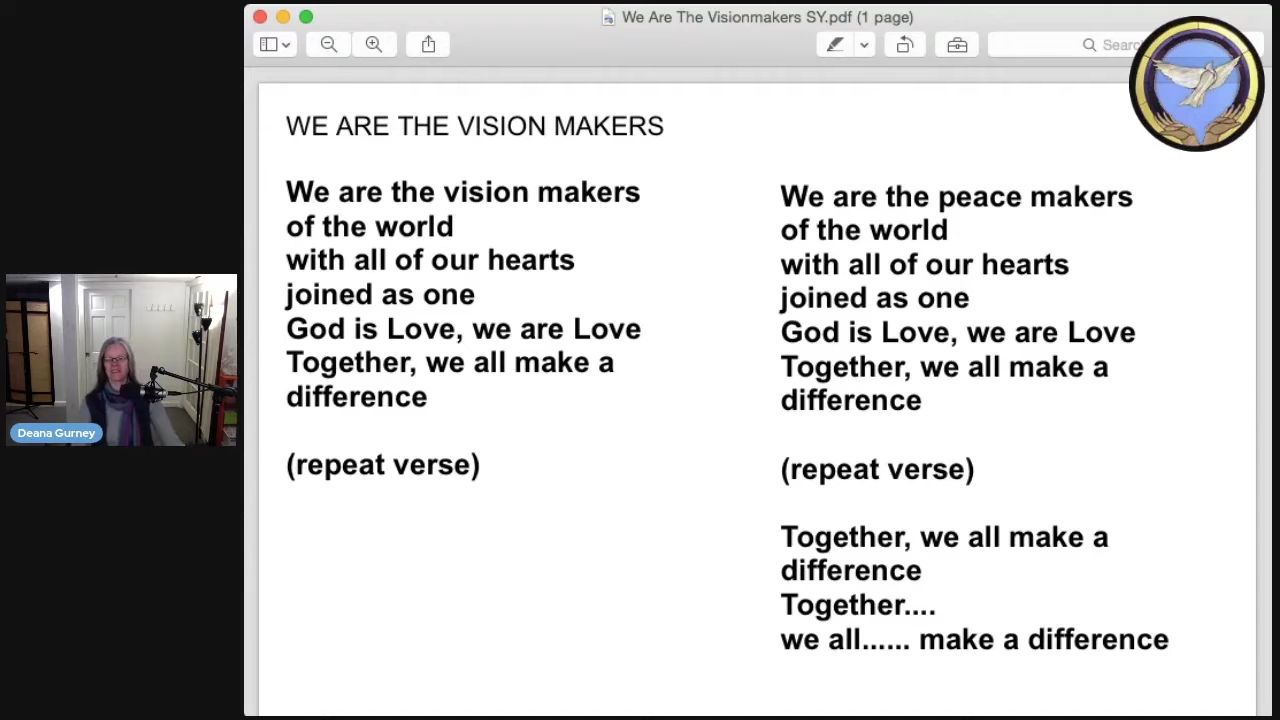 We Are The Visionmakers SY.pdf (1 page)
Searc
WE ARE THE VISION MAKERS
We are the vision makers
of the world
with all of our hearts
joined as one
God is Love, we are Love
Together, we all make a
difference
(repeat verse)
We are the peace makers
of the world
with all of our hearts
joined as one
God is Love, we are Love
Together, we all make a
difference
(repeat verse)
Together, we all make a
difference
Together....
we all...... make a difference
Deana Gurney